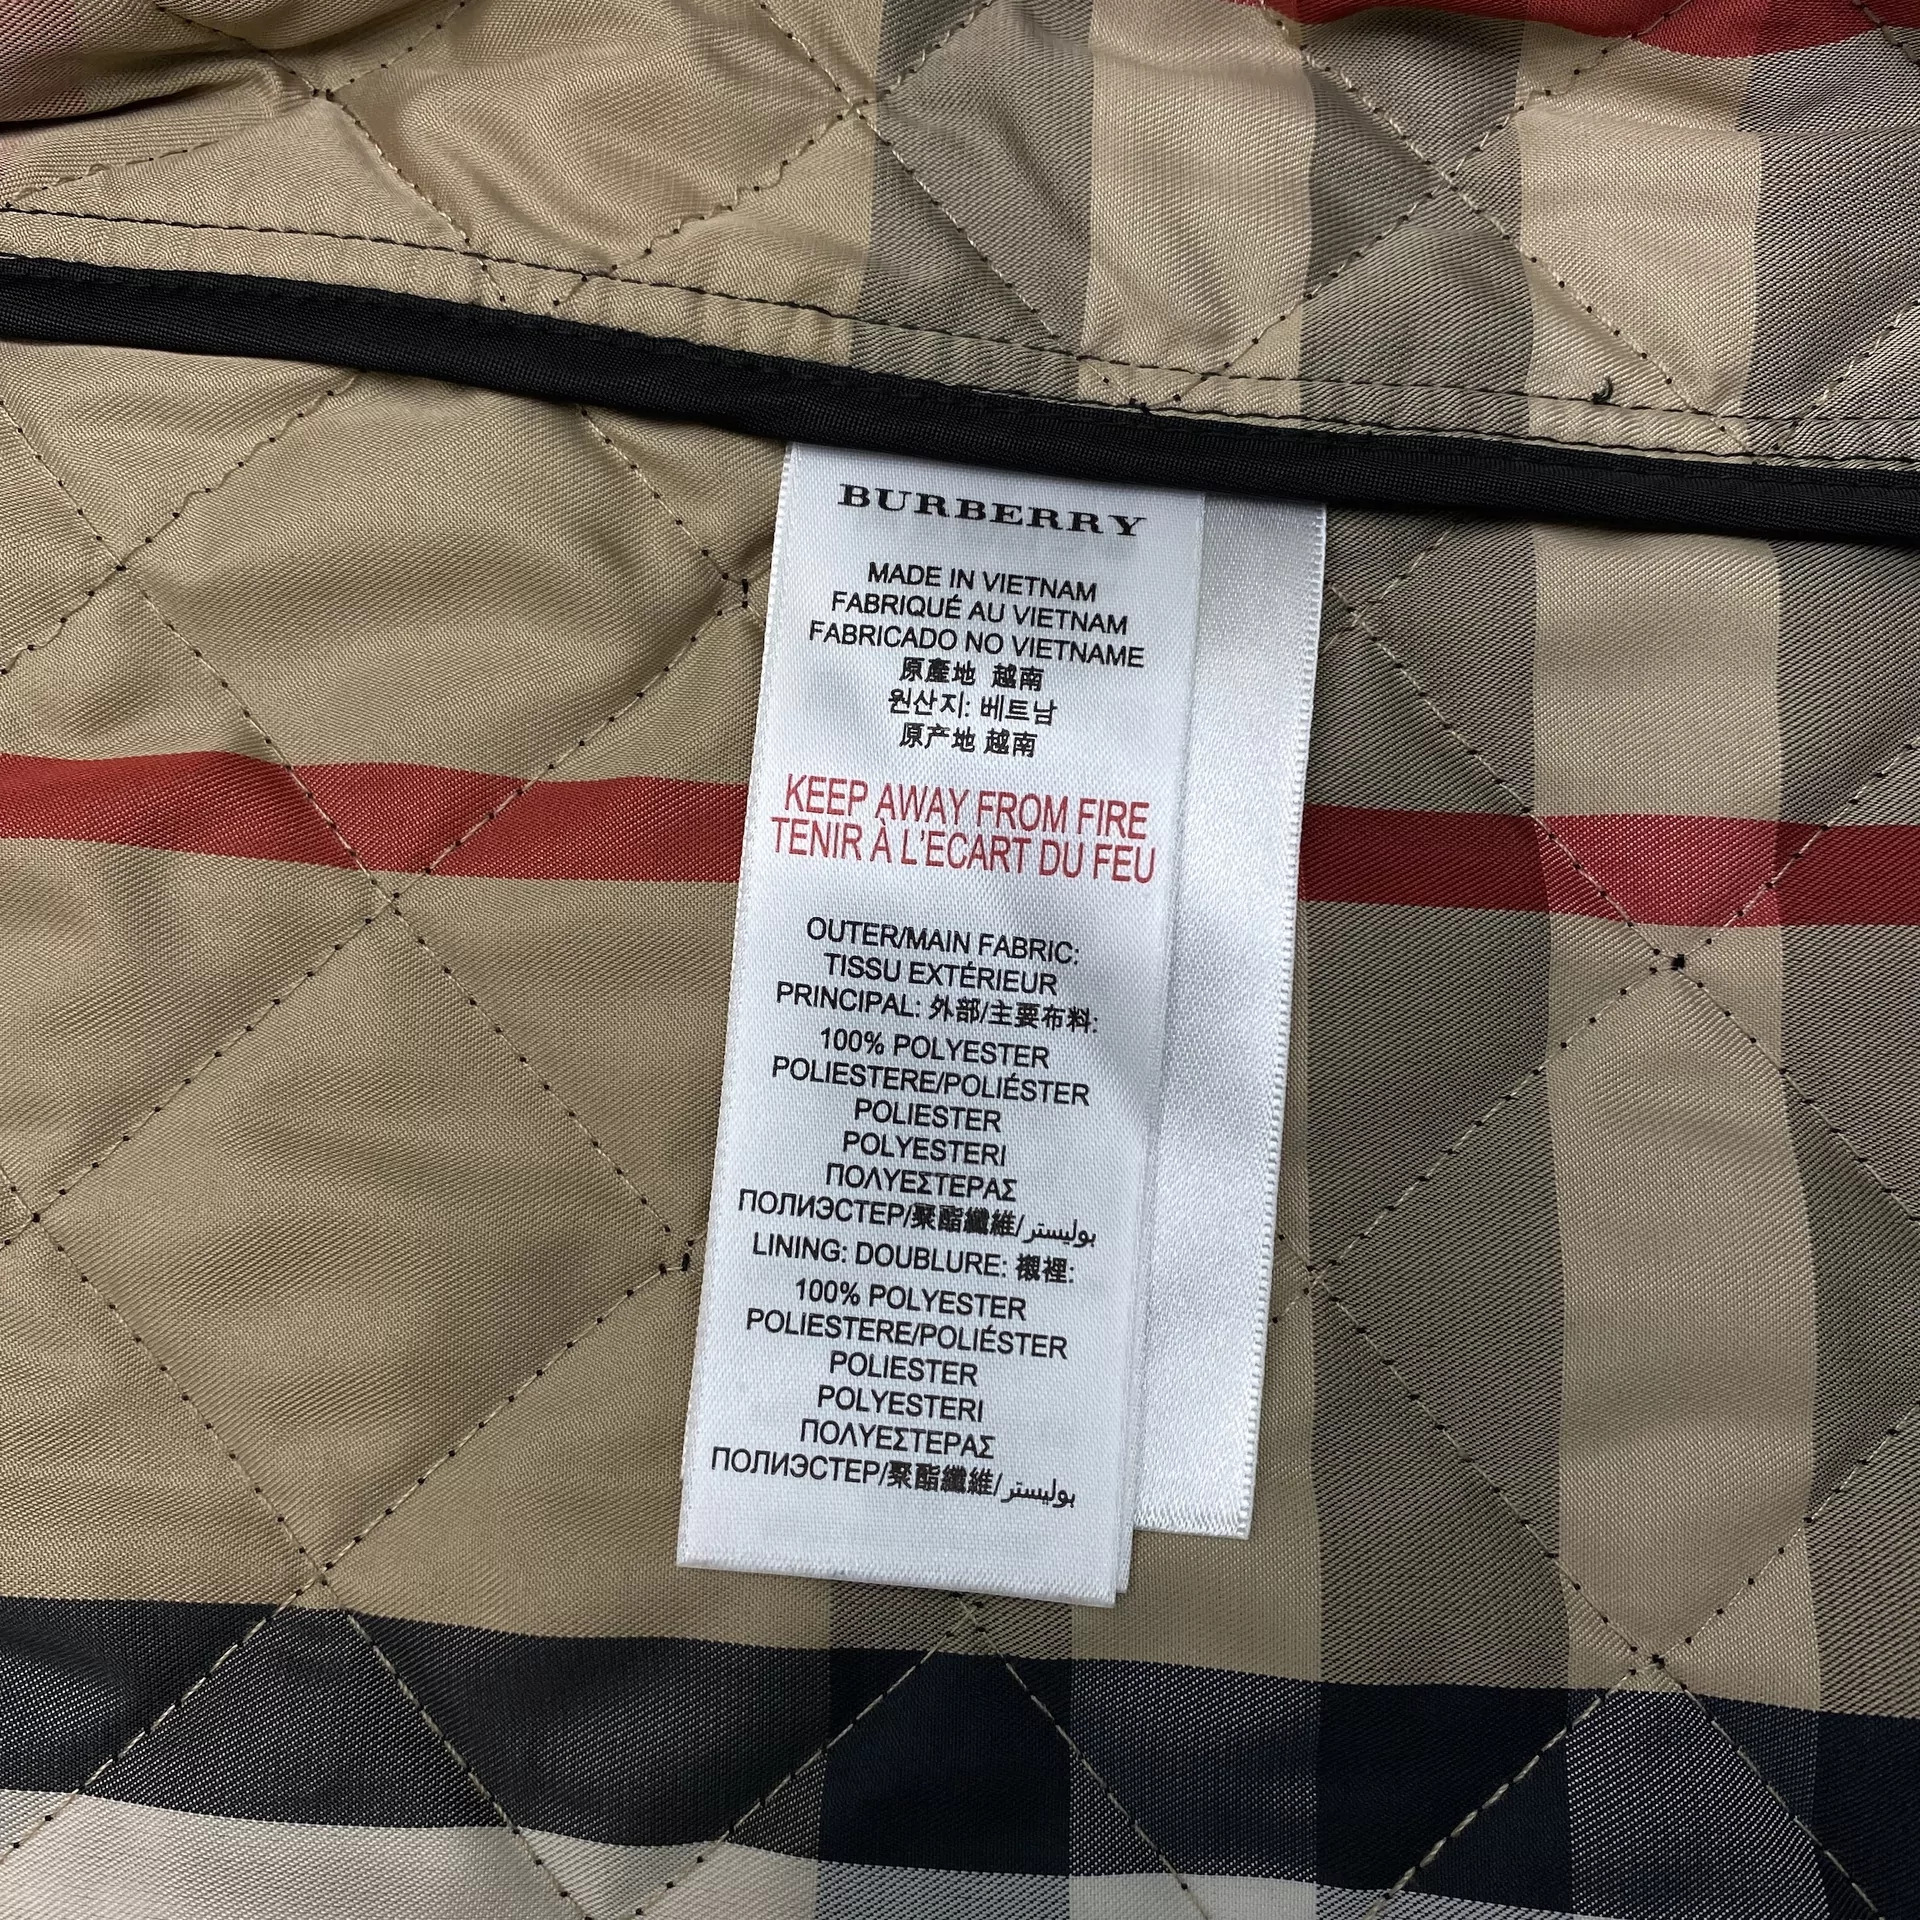 BURBERRY
MADE IN VIETNAM
FABRIQUÉ AU VIETNAM
FABRICADO NO VIETNAME
原產地 越南
원산지: 베트남
原产地 越南
KEEP AWAY FROM FIRE
TENIR À L'ECART DU FEU
OUTER/MAIN FABRIC:
TISSU EXTÉRIEUR
PRINCIPAL: 外部/主要布料:
100% POLYESTER
POLIESTERE/POLIÉSTER
POLIESTER
POLYESTERI
ΠΟΛΥΕΣΤΕΡΑΣ
ПОЛИЭСТЕР/聚酯纖維/بوليستر
LINING: DOUBLURE: 襯裡:
100% POLYESTER
POLIESTERE/POLIÉSTER
POLIESTER
POLYESTERI
ΠΟΛΥΕΣΤΕΡΑΣ
ПОЛИЭСТЕР/聚酯纖維/بوليستر